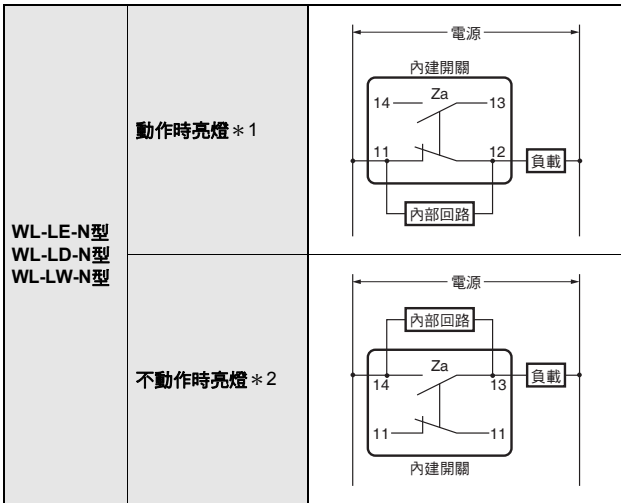 WL-LE-N型
WL-LD-N型
WL-LW-N型
動作時亮燈＊1
電源
內建開關
14 Za 13
11 12 負載
內部回路
不動作時亮燈＊2
電源
內部回路
14 Za 13 負載
11 11
內建開關